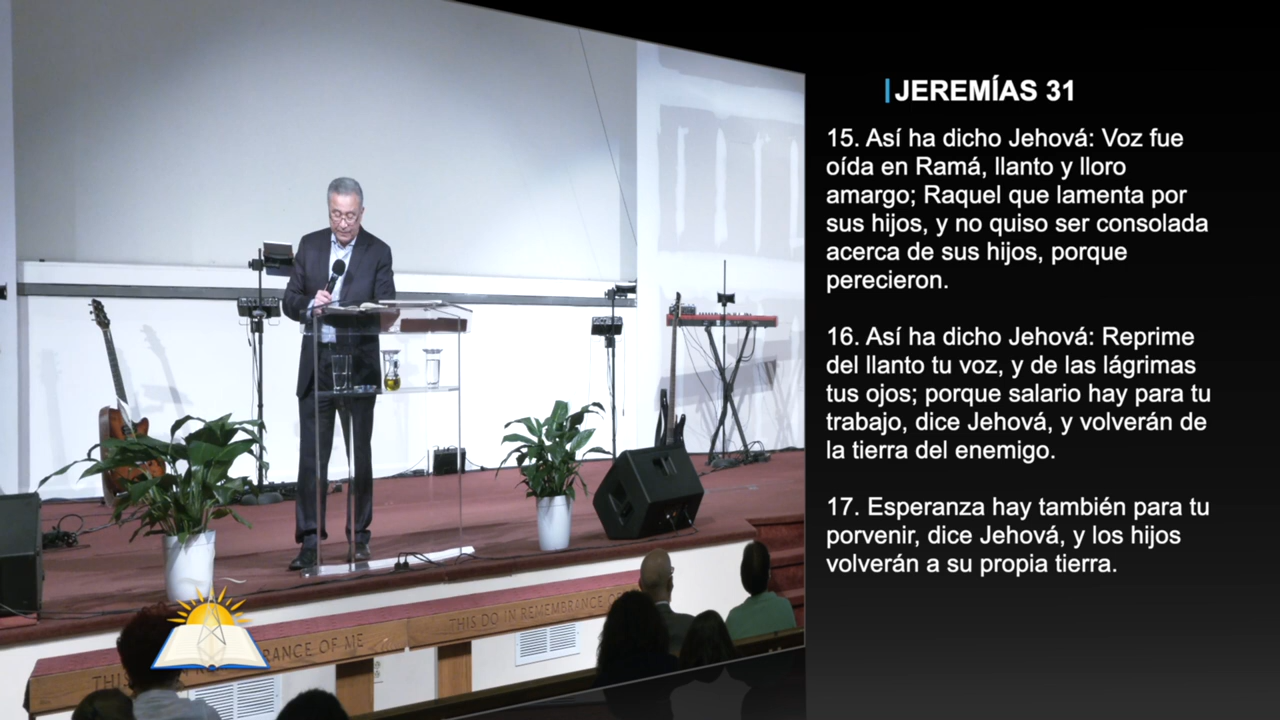 JEREMÍAS 31
15. Así ha dicho Jehová: Voz fue
oída en Ramá, llanto y lloro
amargo; Raquel que lamenta por
sus hijos, y no quiso ser consolada
acerca de sus hijos, porque
perecieron.
16. Así ha dicho Jehová: Reprime
del llanto tu voz, y de las lágrimas
tus ojos; porque salario hay para tu
trabajo, dice Jehová, y volverán de
la tierra del enemigo.
17. Esperanza hay también para tu
porvenir, dice Jehová, y los hijos
volverán a su propia tierra.
THIS DO IN REMEMBRANCE OF
OF ME